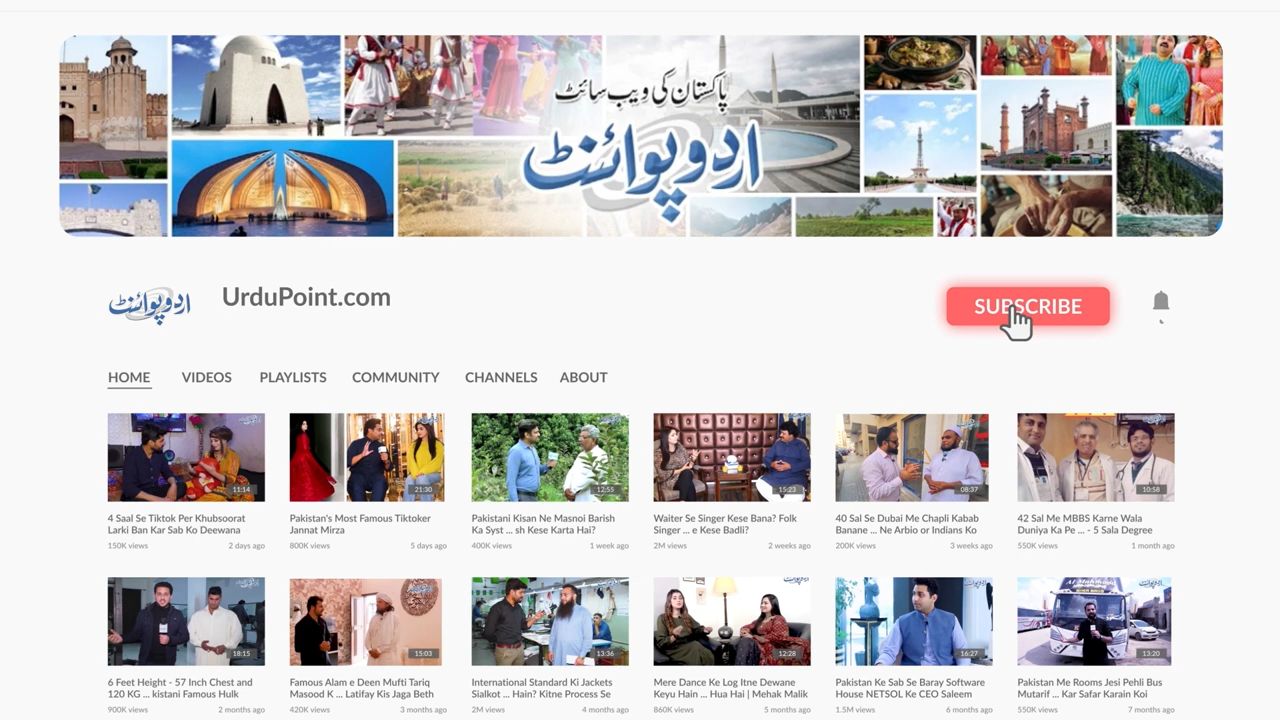 پاکستان کی ویب سائٹ
اردو پوائنٹ
اردو پوائنٹ
UrduPoint.com
SUBSCRIBE
HOME VIDEOS PLAYLISTS COMMUNITY CHANNELS ABOUT
11:14 21:30 12:55 15:23 08:37 10:58
4 Saal Se Tiktok Per Khubsoorat
Larki Ban Kar Sab Ko Deewana
150K views 2 days ago
Pakistan's Most Famous Tiktoker
Jannat Mirza
800K views 5 days ago
Pakistani Kisan Ne Masnoi Barish
Ka Syst ... sh Kese Karta Hai?
400K views 1 week ago
Waiter Se Singer Kese Bana? Folk
Singer ... e Kese Badli?
2M views 2 weeks ago
40 Sal Se Dubai Me Chapli Kabab
Banane ... Ne Arbio or Indians Ko
200K views 3 weeks ago
42 Sal Me MBBS Karne Wala
Duniya Ka Pe ... - 5 Sala Degree
550K views 1 month ago
18:15 15:03 13:36 12:28 16:27 13:20
6 Feet Height - 57 Inch Chest and
120 KG ... kistani Famous Hulk
900K views 2 months ago
Famous Alam e Deen Mufti Tariq
Masood K ... Latifay Kis Jaga Beth
420K views 3 months ago
International Standard Ki Jackets
Sialkot ... Hain? Kitne Process Se
2M views 4 months ago
Mere Dance Ke Log Itne Dewane
Keyu Hain ... Hua Hai | Mehak Malik
860K views 5 months ago
Pakistan Ke Sab Se Baray Software
House NETSOL Ke CEO Saleem
1.5M views 6 months ago
Pakistan Me Rooms Jesi Pehli Bus
Mutarif ... Kar Safar Karain Koi
550K views 7 months ago